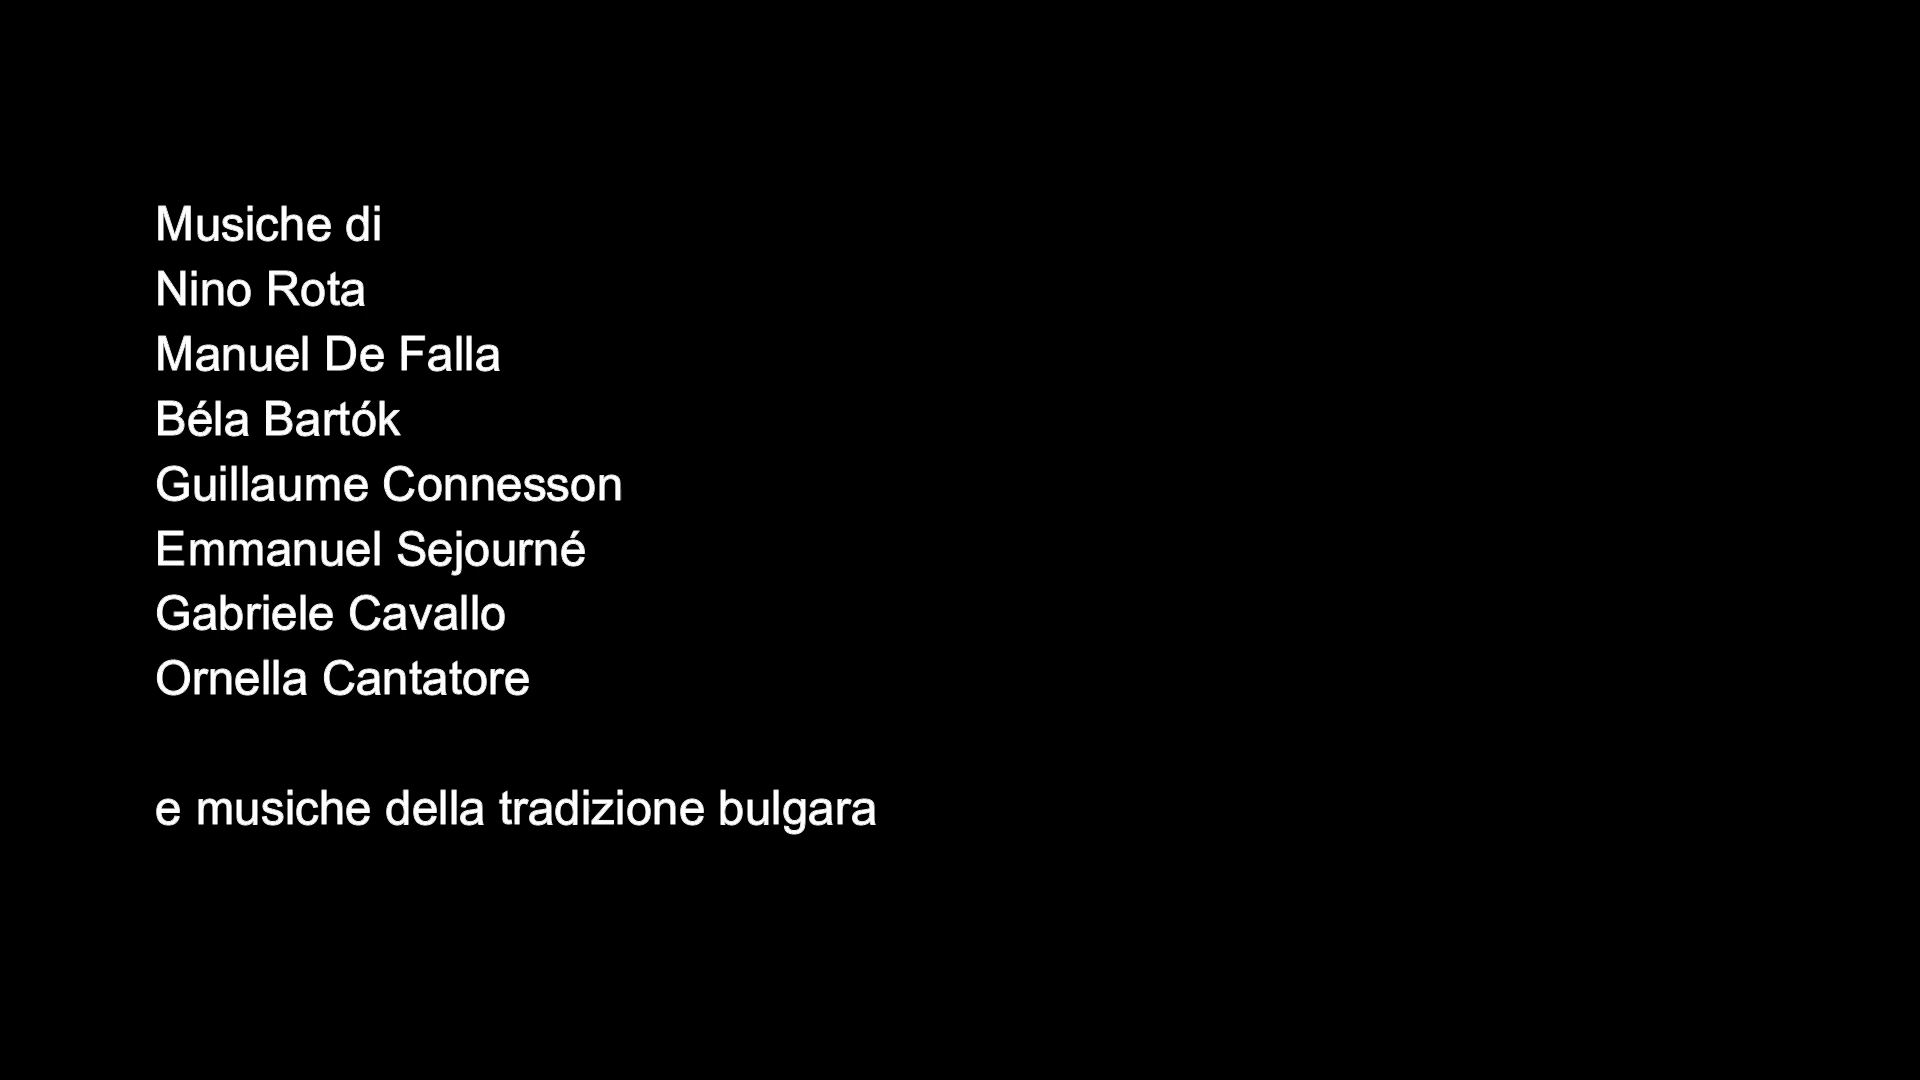 Musiche di
Nino Rota
Manuel De Falla
Béla Bartók
Guillaume Connesson
Emmanuel Sejourné
Gabriele Cavallo
Ornella Cantatore
e musiche della tradizione bulgara